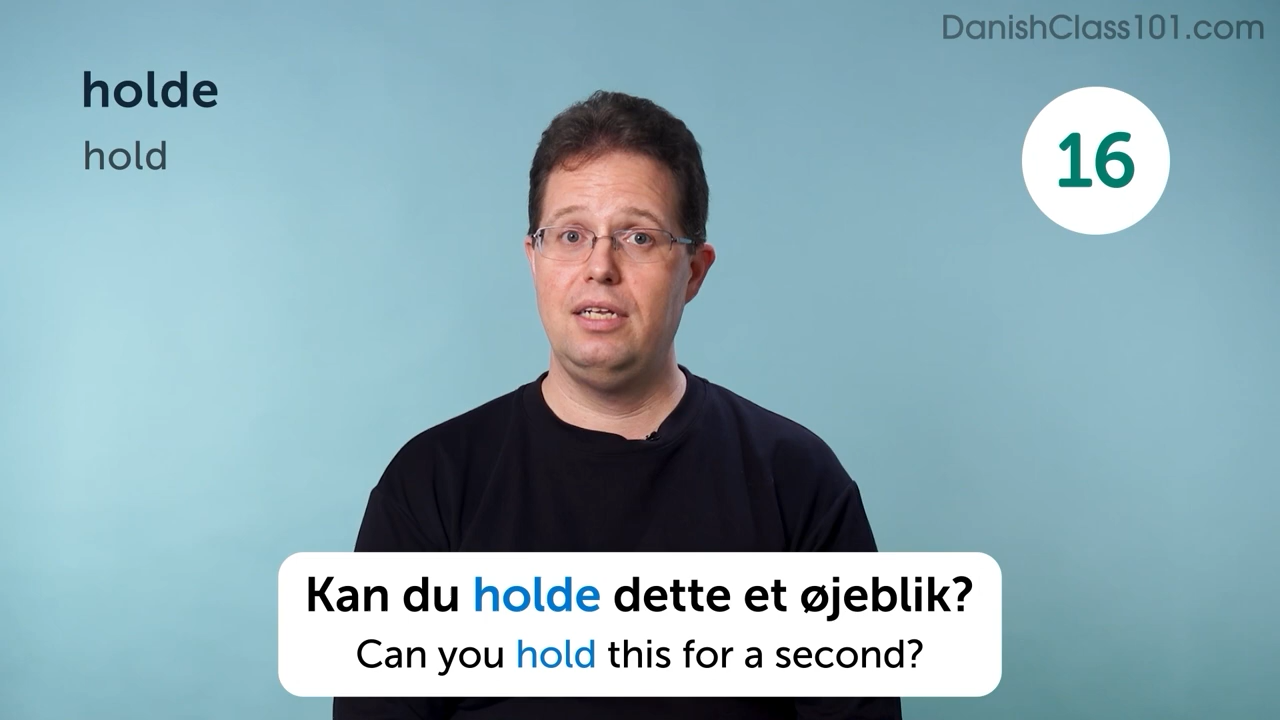 DanishClass101.com
holde
hold
16
Kan du holde dette et øjeblik?
Can you hold this for a second?